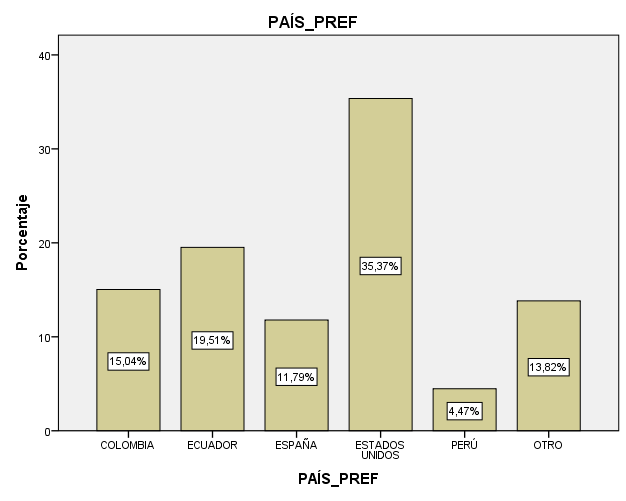 PAÍS_PREF
Porcentaje
40
30
20
10
0
15,04%
19,51%
11,79%
35,37%
4,47%
13,82%
COLOMBIA
ECUADOR
ESPAÑA
ESTADOS
UNIDOS
PERÚ
OTRO
PAÍS_PREF